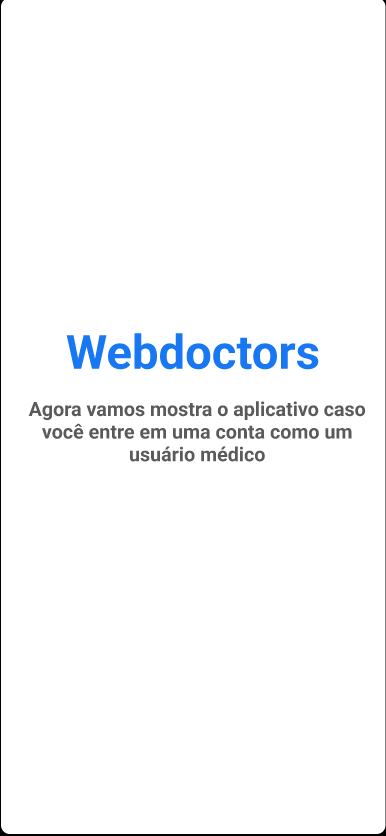 Webdoctors
Agora vamos mostra o aplicativo caso
você entre em uma conta como um
usuário médico